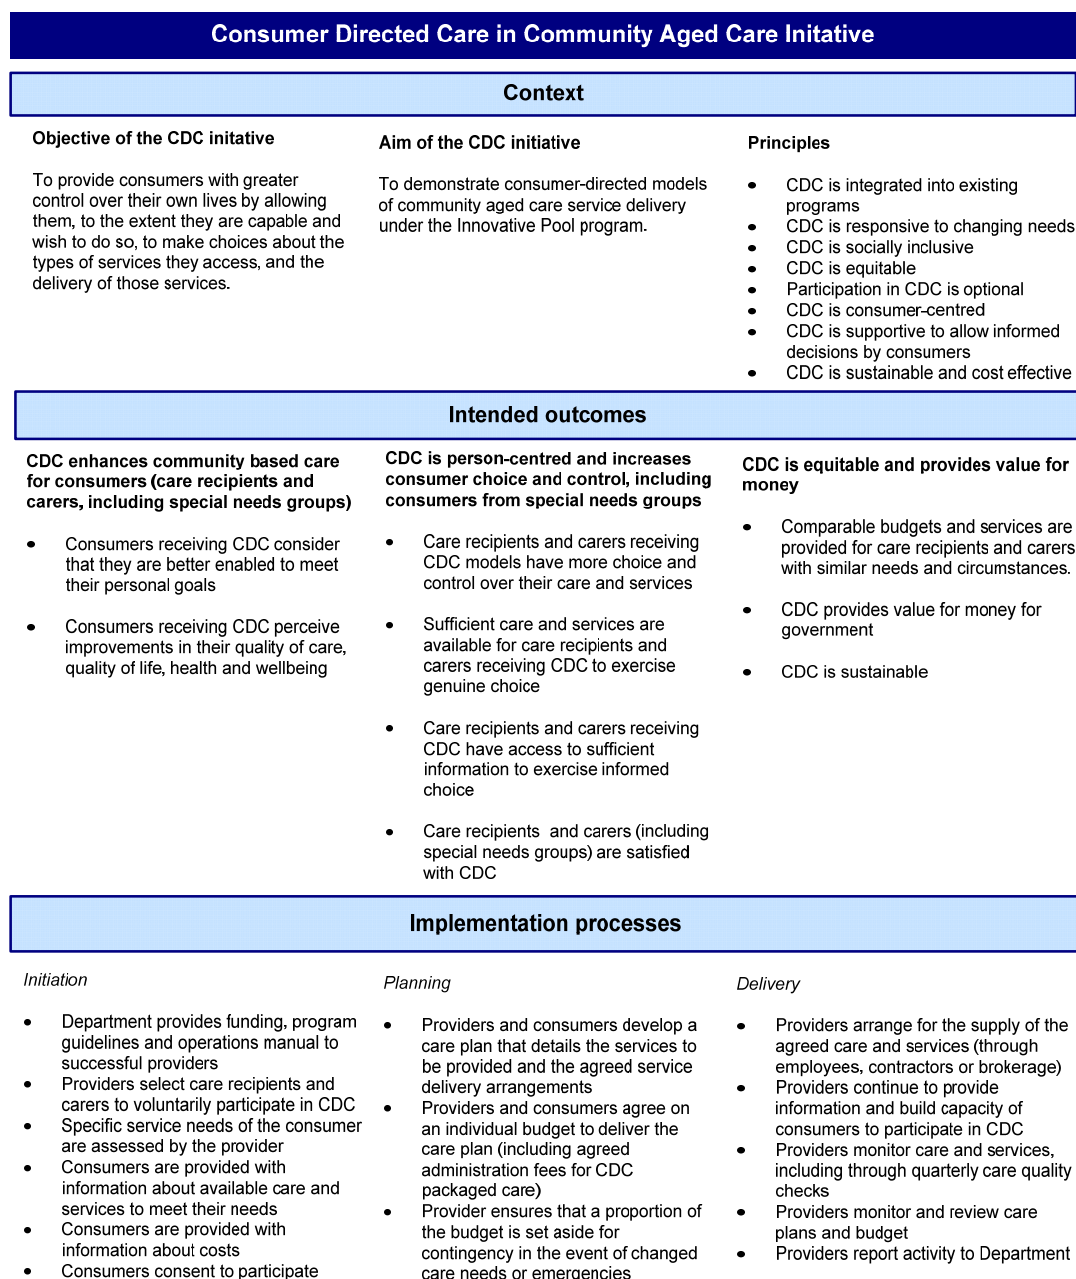 Consumer Directed Care in Community Aged Care Initative
Context
Objective of the CDC initative
To provide consumers with greater
control over their own lives by allowing
them, to the extent they are capable and
wish to do so, to make choices about the
types of services they access, and the
delivery of those services.
Aim of the CDC initiative
To demonstrate consumer-directed models
of community aged care service delivery
under the Innovative Pool program.
Principles
• CDC is integrated into existing
programs
• CDC is responsive to changing needs
• CDC is socially inclusive
• CDC is equitable
• Participation in CDC is optional
• CDC is consumer-centred
• CDC is supportive to allow informed
decisions by consumers
• CDC is sustainable and cost effective
Intended outcomes
CDC enhances community based care
for consumers (care recipients and
carers, including special needs groups)
• Consumers receiving CDC consider
that they are better enabled to meet
their personal goals
• Consumers receiving CDC perceive
improvements in their quality of care,
quality of life, health and wellbeing
CDC is person-centred and increases
consumer choice and control, including
consumers from special needs groups
• Care recipients and carers receiving
CDC models have more choice and
control over their care and services
• Sufficient care and services are
available for care recipients and
carers receiving CDC to exercise
genuine choice
• Care recipients and carers receiving
CDC have access to sufficient
information to exercise informed
choice
• Care recipients and carers (including
special needs groups) are satisfied
with CDC
CDC is equitable and provides value for
money
• Comparable budgets and services are
provided for care recipients and carers
with similar needs and circumstances.
• CDC provides value for money for
government
• CDC is sustainable
Implementation processes
Initiation
• Department provides funding, program
guidelines and operations manual to
successful providers
• Providers select care recipients and
carers to voluntarily participate in CDC
• Specific service needs of the consumer
are assessed by the provider
• Consumers are provided with
information about available care and
services to meet their needs
• Consumers are provided with
information about costs
• Consumers consent to participate
Planning
• Providers and consumers develop a
care plan that details the services to
be provided and the agreed service
delivery arrangements
• Providers and consumers agree on
an individual budget to deliver the
care plan (including agreed
administration fees for CDC
packaged care)
• Provider ensures that a proportion of
the budget is set aside for
contingency in the event of changed
care needs or emergencies
Delivery
• Providers arrange for the supply of the
agreed care and services (through
employees, contractors or brokerage)
• Providers continue to provide
information and build capacity of
consumers to participate in CDC
• Providers monitor care and services,
including through quarterly care quality
checks
• Providers monitor and review care
plans and budget
• Providers report activity to Department